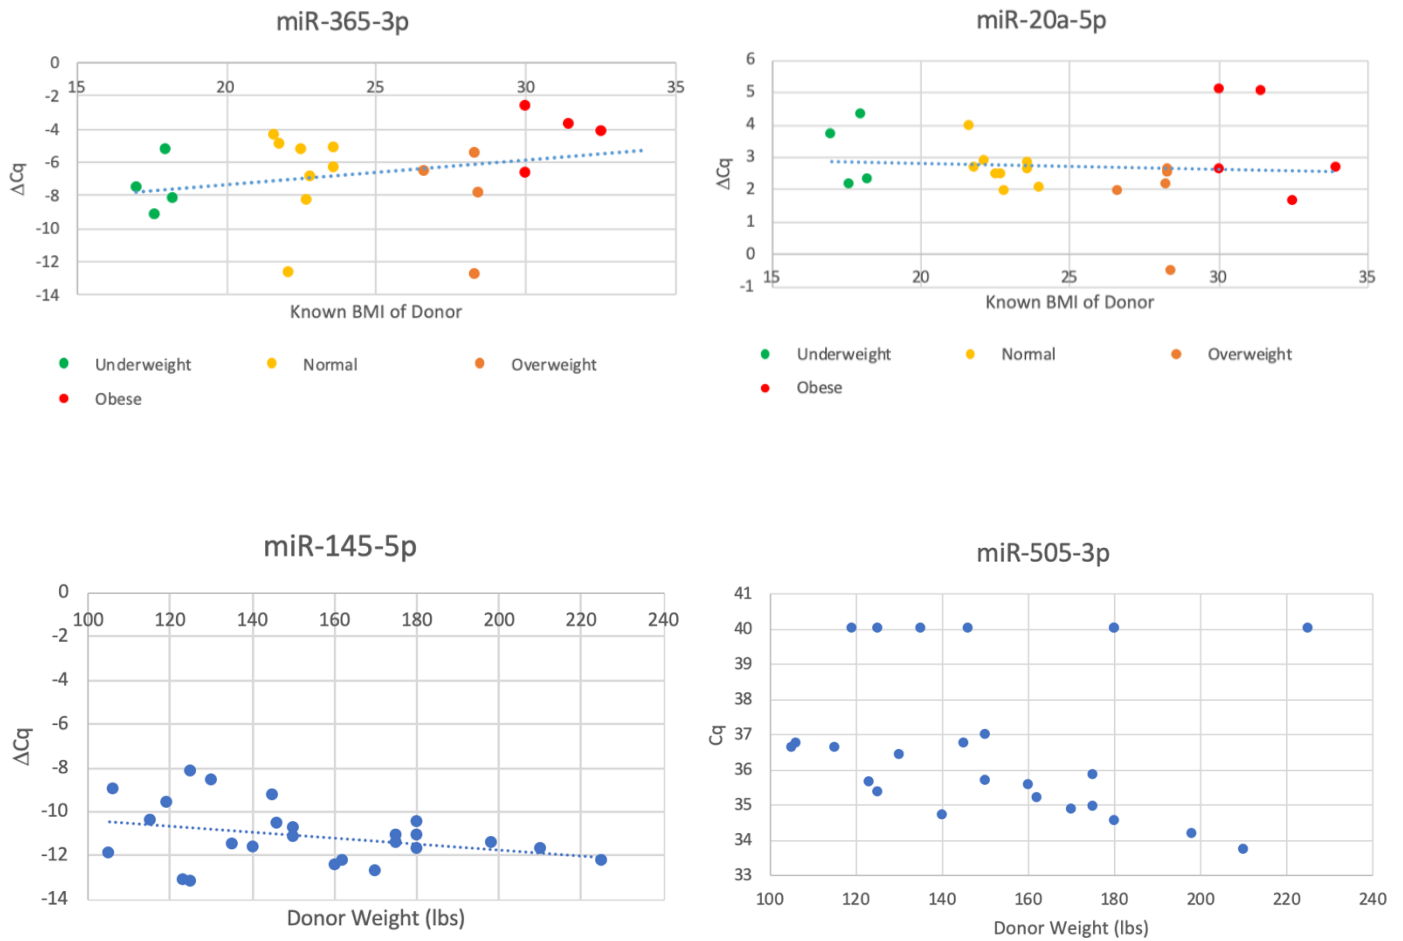 miR-365-3p
0
15 20 25 30 35
-2
-4
-6
-8
-10
-12
-14
ΔCq
Known BMI of Donor
Underweight Normal Overweight
Obese
miR-20a-5p
6
5
4
3
2
1
0
-1
15 20 25 30 35
ΔCq
Known BMI of Donor
Underweight Normal Overweight
Obese
miR-145-5p
0
100 120 140 160 180 200 220 240
-2
-4
-6
-8
-10
-12
-14
ΔCq
Donor Weight (lbs)
miR-505-3p
41
40
39
38
37
36
35
34
33
Cq
100 120 140 160 180 200 220 240
Donor Weight (lbs)